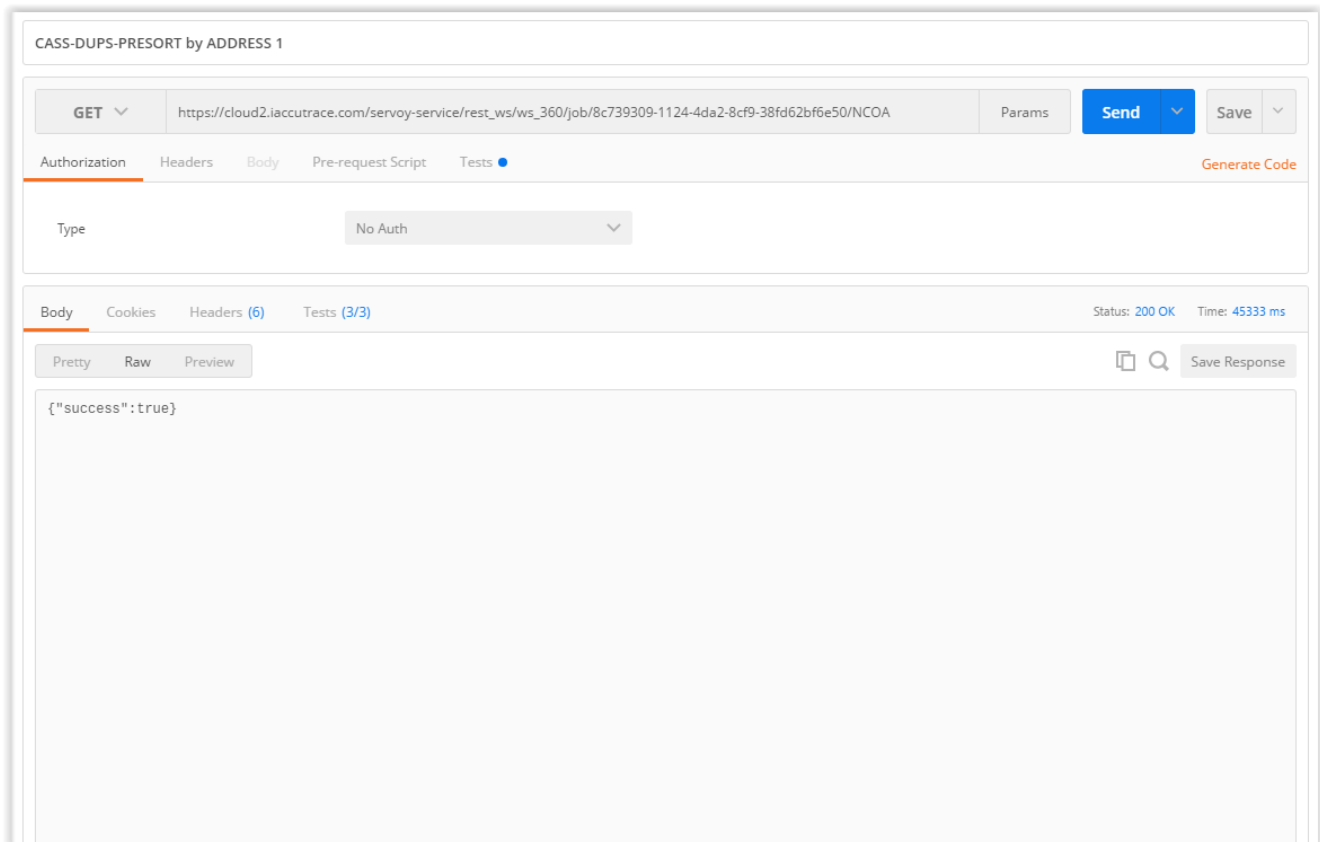 CASS-DUPS-PRESORT by ADDRESS 1
GET https://cloud2.iaccutrace.com/servoy-service/rest_ws/ws_360/job/8c739309-1124-4da2-8cf9-38fd62bf6e50/NCOA Params Send Save
Authorization Headers Body Pre-request Script Tests Generate Code
Type No Auth
Body Cookies Headers (6) Tests (3/3) Status: 200 OK Time: 45333 ms
Pretty Raw Preview Save Response
{"success":true}